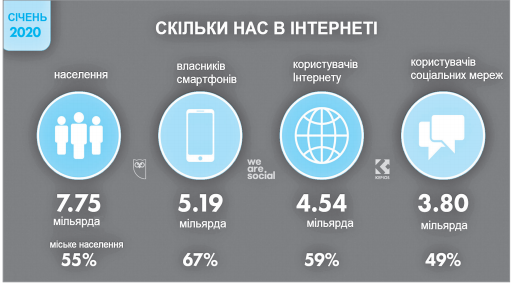 СІЧЕНЬ
2020
СКІЛЬКИ НАС В ІНТЕРНЕТІ
населення
власників
смартфонів
користувачів
Інтернету
користувачів
соціальних мереж
we
are.
social
KEPIOS
7.75
мільярда
5.19
мільярда
4.54
мільярда
3.80
мільярда
міське населення
55%
67%
59%
49%